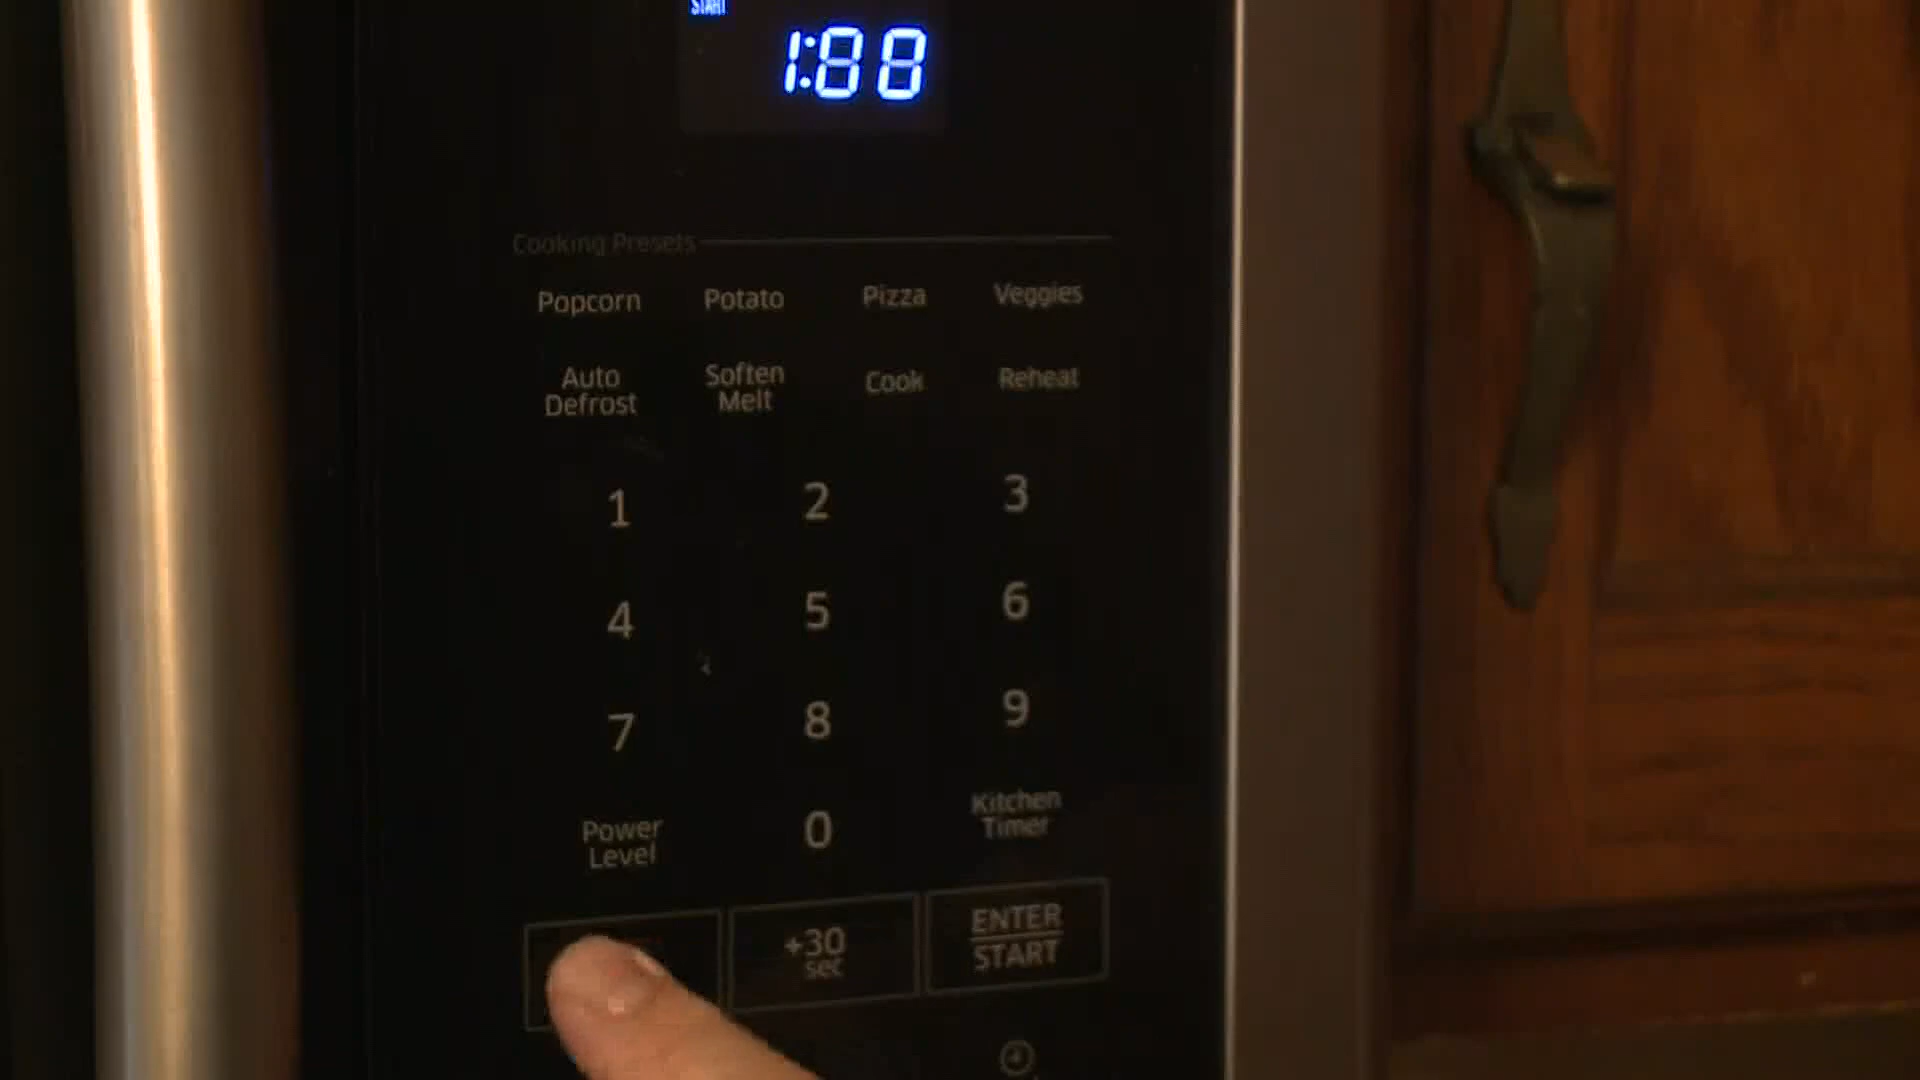 START
1:88
Cooking Presets
Popcorn Potato Pizza Veggies
Auto Defrost Soften Melt Cook Reheat
1 2 3
4 5 6
7 8 9
Power Level 0 Kitchen Timer
+30 sec ENTER START